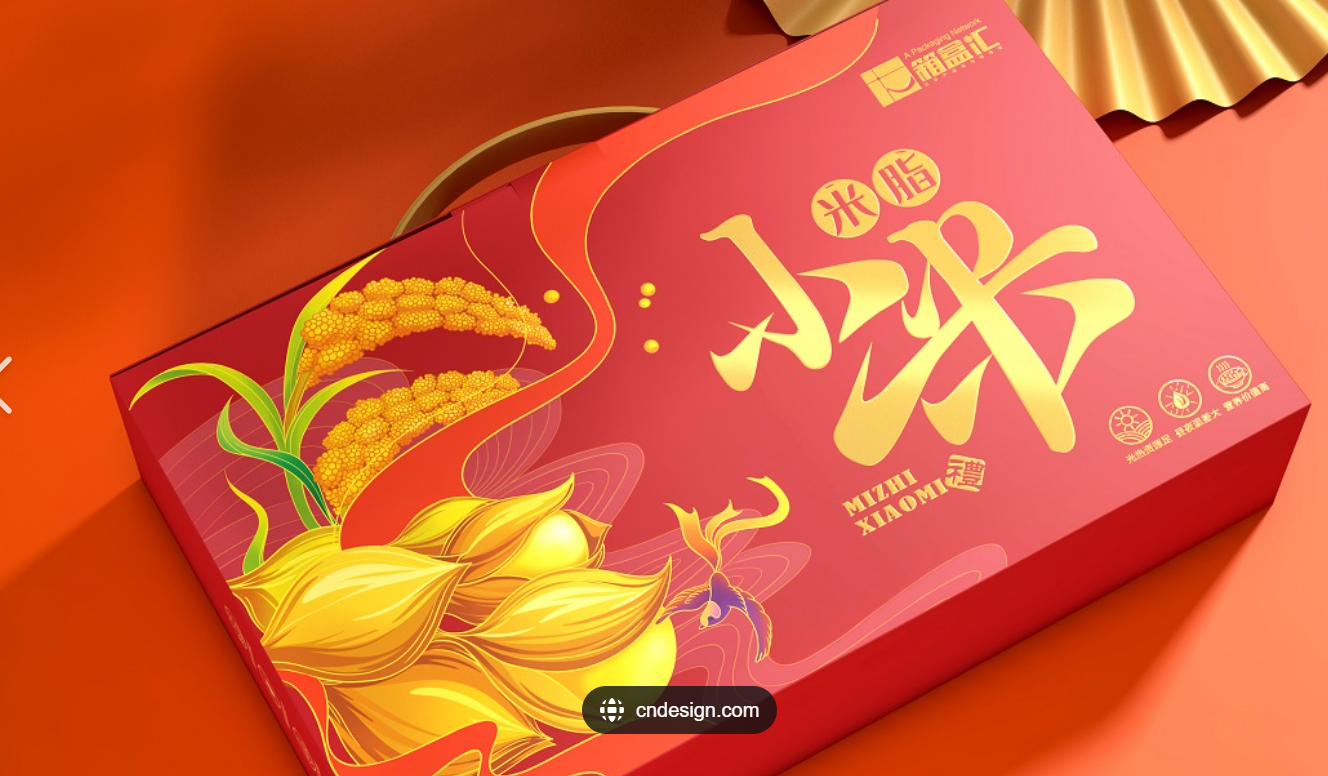 A Packaging Network
箱盒汇
米脂
小米
MIZHI
XIAOMI
光热资源足 昼夜温差大 营养价值高
cndesign.com